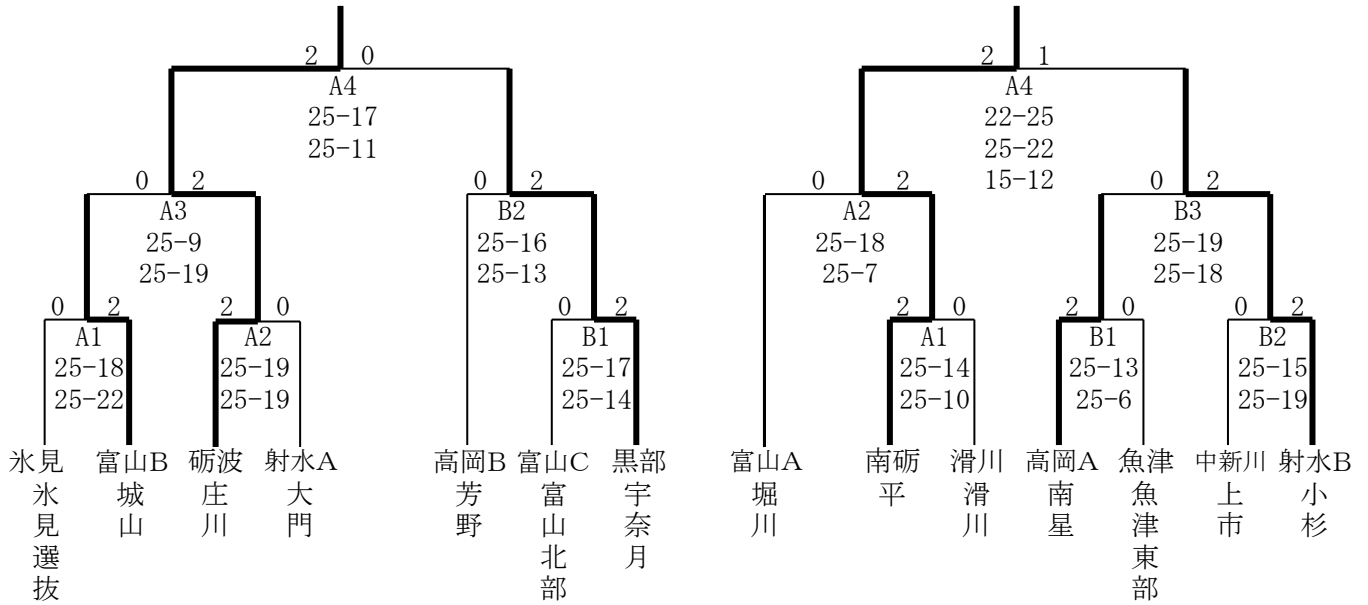 2 0 2 1
A4 A4
25-17 22-25
25-11 25-22
15-12
0 2 0 2 0 2 0 2
A3 B2 A2 B3
25-9 25-16 25-18 25-19
25-19 25-13 25-7 25-18
0 2 2 0 0 2 2 0 2 0 0 2
A1 A2 B1 A1 B1 B2
25-18 25-19 25-17 25-14 25-13 25-15
25-22 25-19 25-14 25-10 25-6 25-19
氷見 富山B 砺波 射水A 高岡B 富山C 黒部 富山A 南砺 滑川 高岡A 魚津 中新川 射水B
氷見選抜 城山 庄川 大門 芳野 富山北部 宇奈月 堀川 平 滑川 南星 魚津東部 上市 小杉